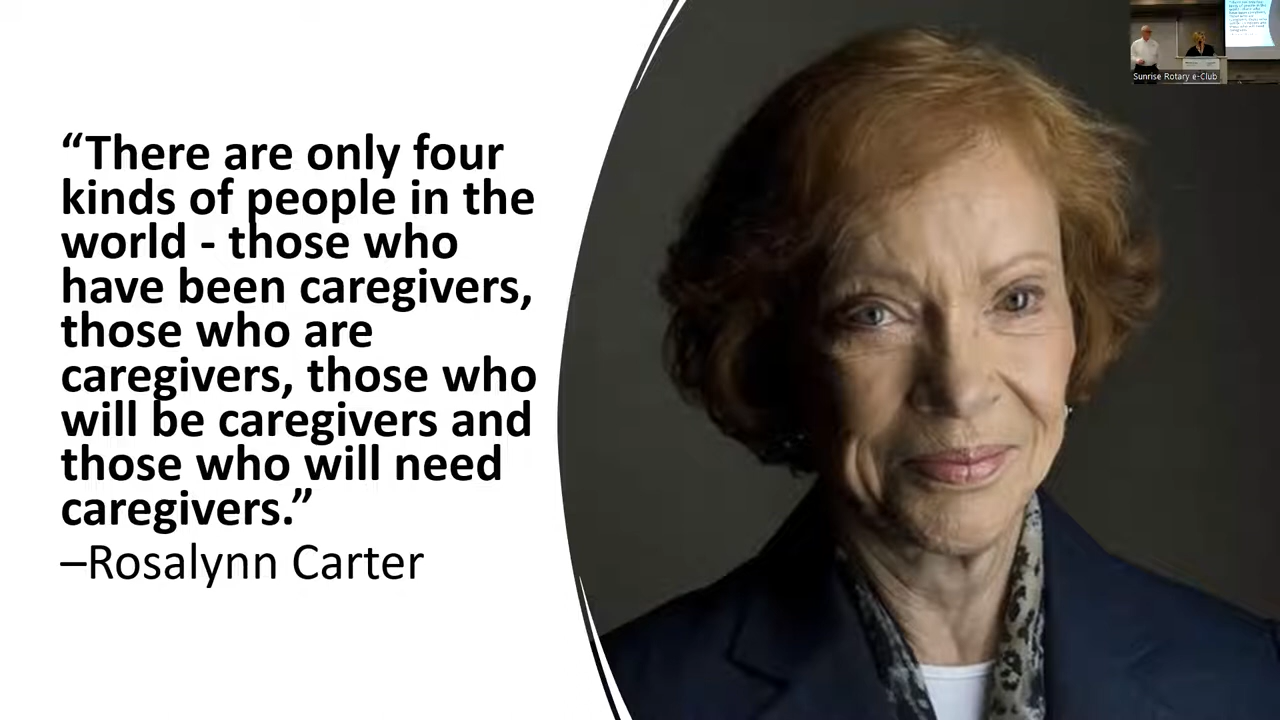 “There are only four
kinds of people in the
world - those who
have been caregivers,
those who are
caregivers, those who
will be caregivers and
those who will need
caregivers.”
–Rosalynn Carter
Sunrise Rotary e-Club